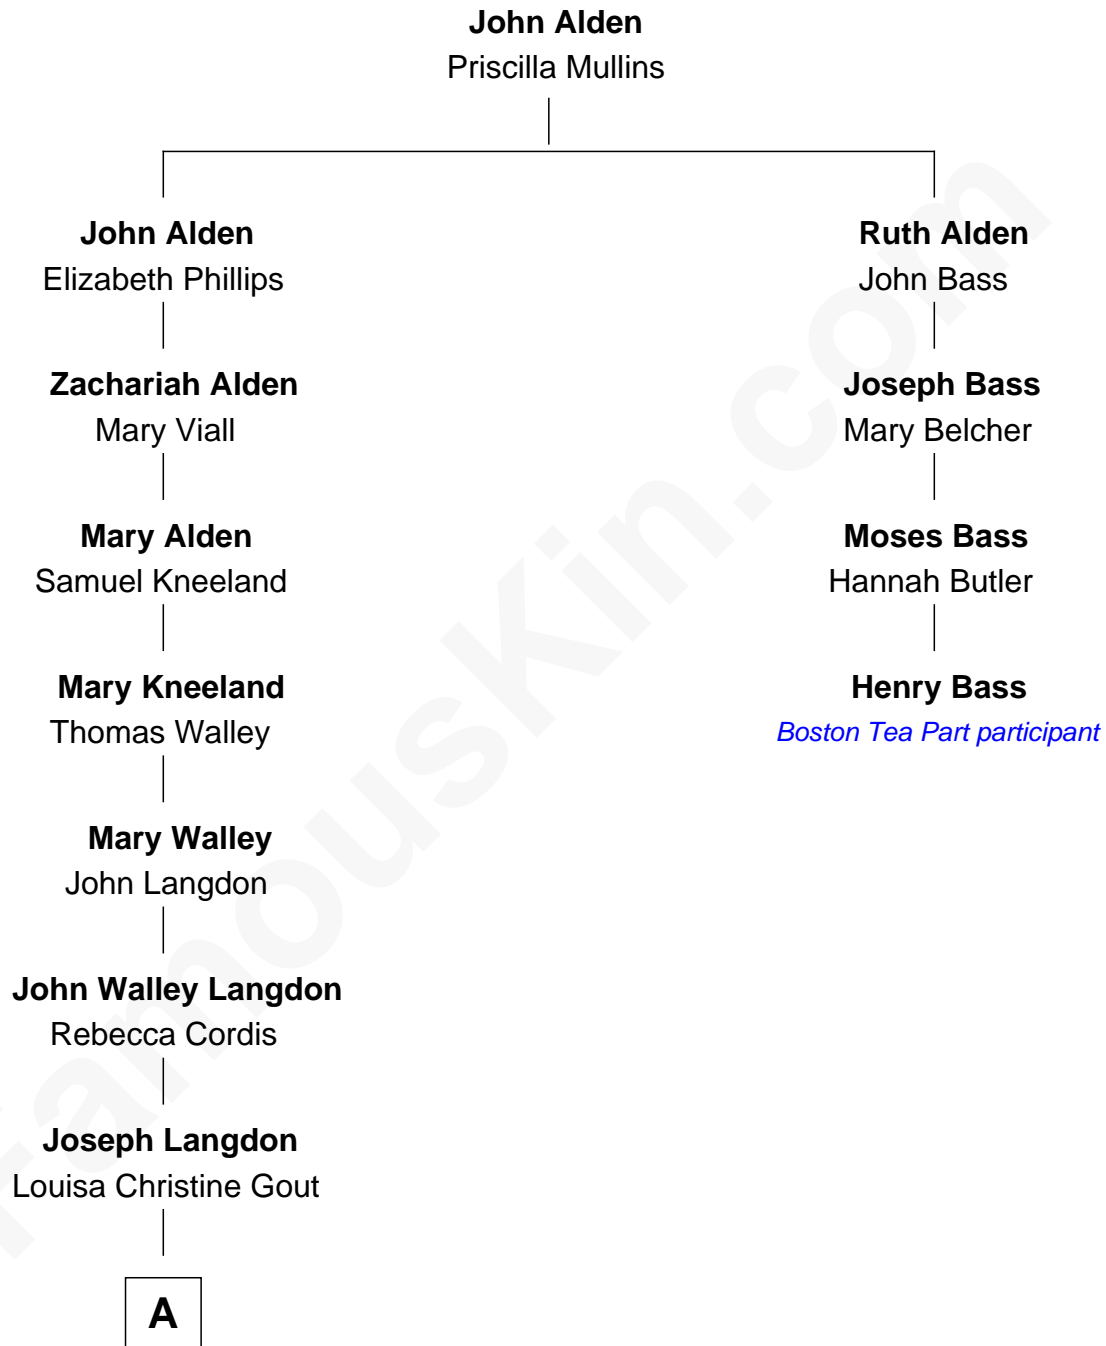 John Alden
Priscilla Mullins
John Alden
Elizabeth Phillips
Ruth Alden
John Bass
Zachariah Alden
Mary Viall
Joseph Bass
Mary Belcher
Mary Alden
Samuel Kneeland
Moses Bass
Hannah Butler
Mary Kneeland
Thomas Walley
Henry Bass
Boston Tea Part participant
Mary Walley
John Langdon
John Walley Langdon
Rebecca Cordis
Joseph Langdon
Louisa Christine Gout
A
FamousKin.com